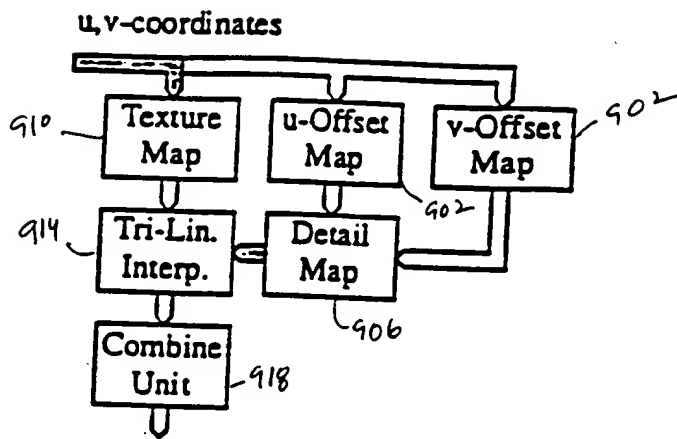 u,v-coordinates
910
Texture
Map
u-Offset
Map
902
v-Offset
Map
902
914
Tri-Lin.
Interp.
Detail
Map
906
Combine
Unit
918